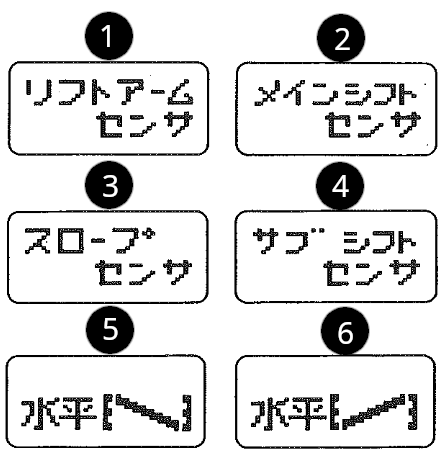 1
リフトアーム
センサ
2
メインシフト
センサ
3
スロープ
センサ
4
サブ シフト
センサ
5
水平[＼]
6
水平[／]